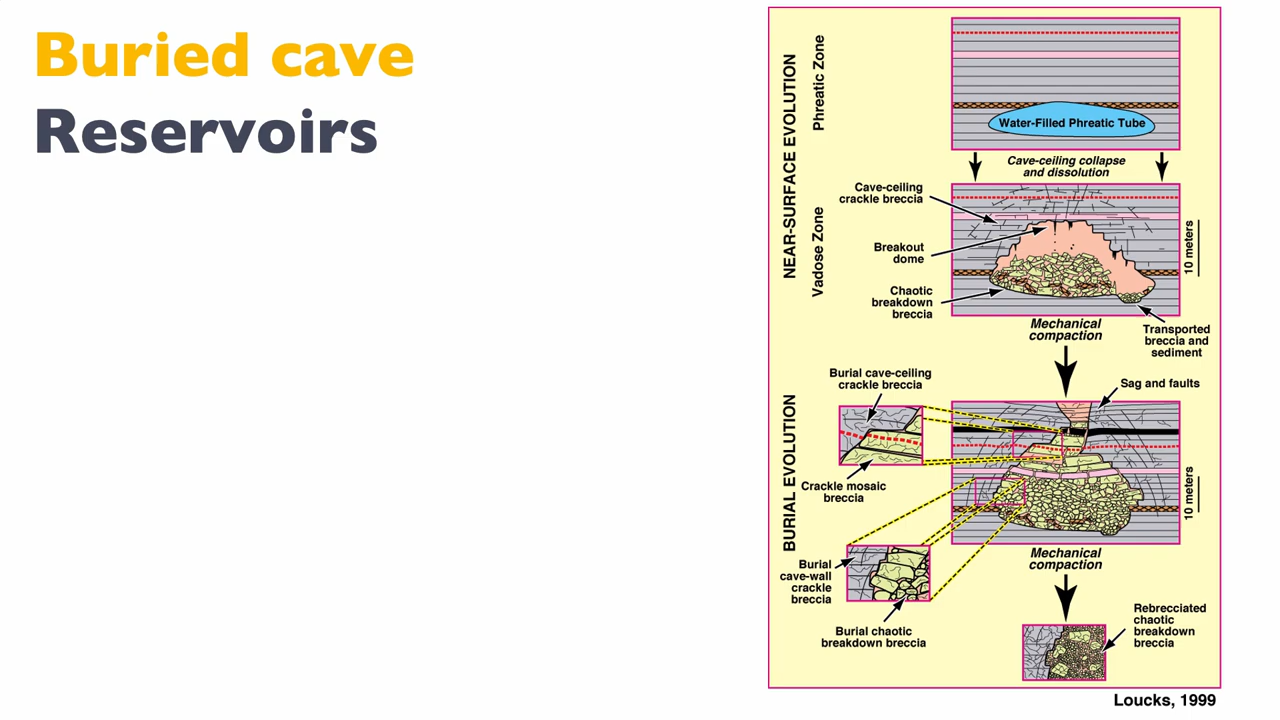 Buried cave
Reservoirs
NEAR-SURFACE EVOLUTION
Phreatic Zone
Water-Filled Phreatic Tube
Cave-ceiling collapse
and dissolution
Vadose Zone
Cave-ceiling
crackle breccia
Breakout
dome
Chaotic
breakdown
breccia
10 meters
Mechanical
compaction
Transported
breccia and
sediment
BURIAL EVOLUTION
Burial cave-ceiling
crackle breccia
Sag and faults
Crackle mosaic
breccia
10 meters
Burial
cave-wall
crackle
breccia
Mechanical
compaction
Burial chaotic
breakdown breccia
Rebrecciated
chaotic
breakdown
breccia
Loucks, 1999